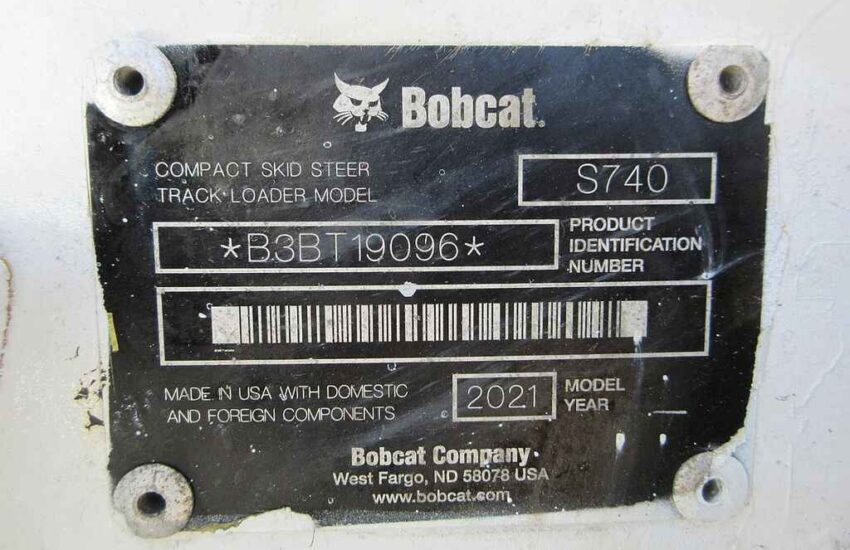 Bobcat.
COMPACT SKID STEER
TRACK LOADER MODEL
S740
*B3BT19096*
PRODUCT
IDENTIFICATION
NUMBER
MADE IN USA WITH DOMESTIC
AND FOREIGN COMPONENTS
2021
MODEL
YEAR
Bobcat Company
West Fargo, ND 58078 USA
www.bobcat.com